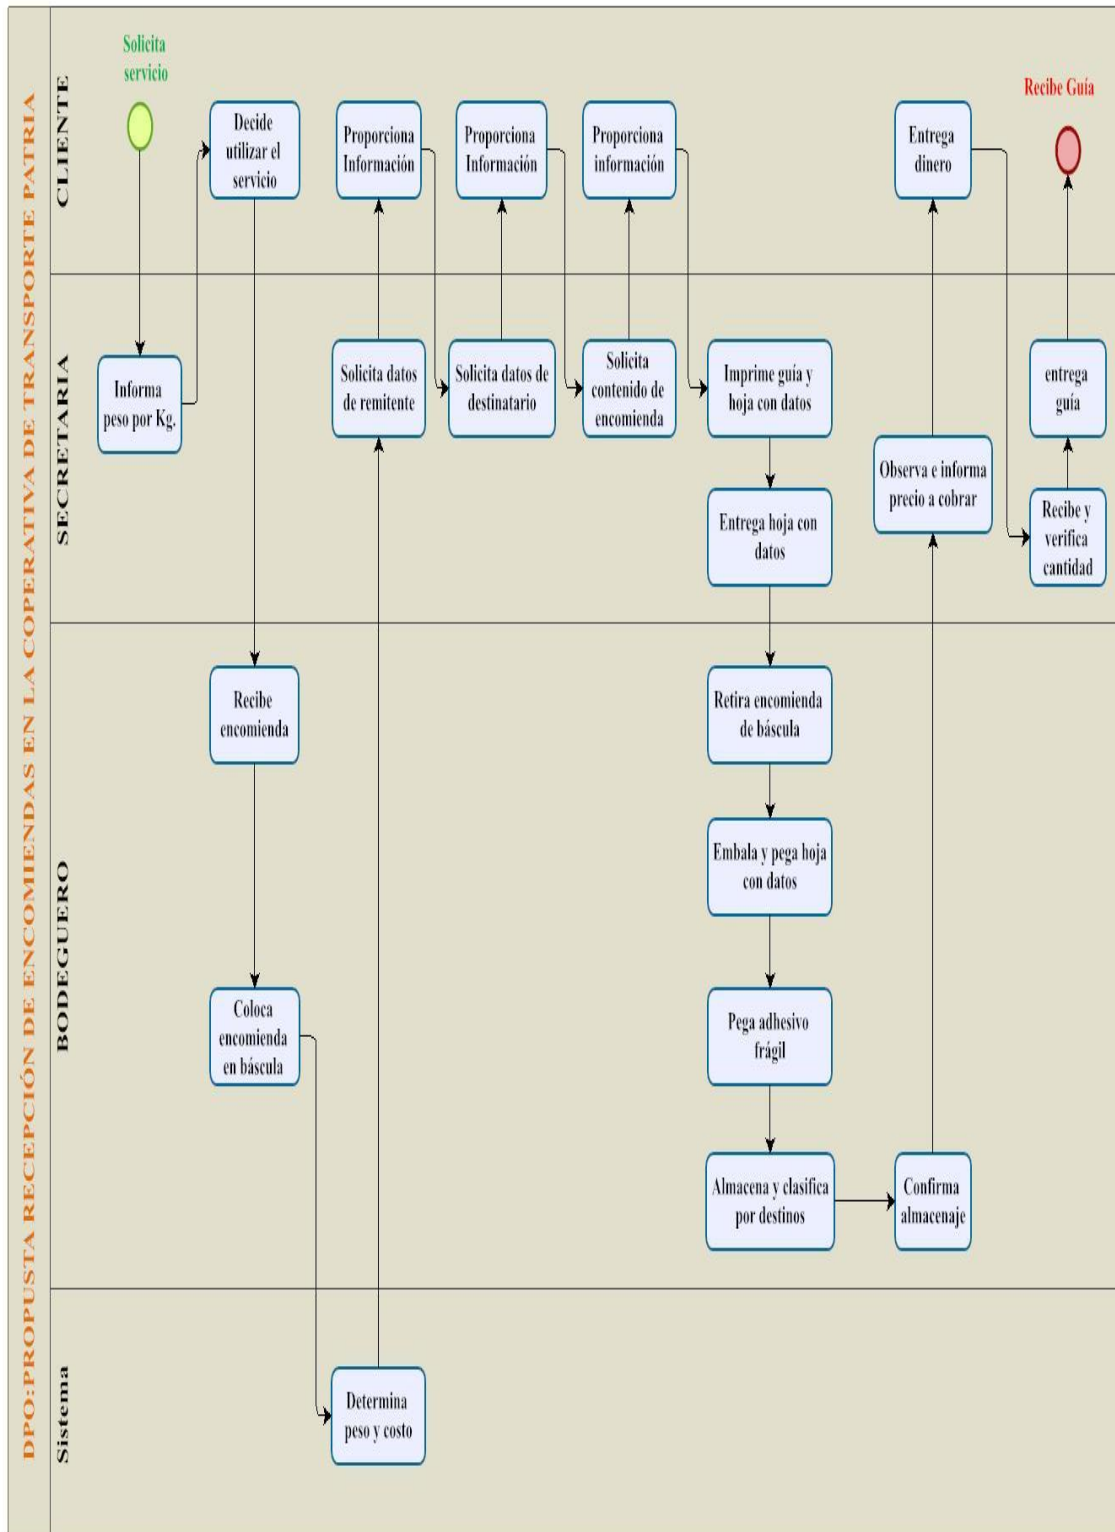 DPO:PROPUSTA RECEPCIÓN DE ENCOMIENDAS EN LA COPERATIVA DE TRANSPORTE PATRIA
CLIENTE
Solicita
servicio
Decide
utilizar el
servicio
Proporciona
Información
Proporciona
Información
Proporciona
información
Entrega
dinero
Recibe Guía
SECRETARIA
Informa
peso por Kg.
Solicita datos
de remitente
Solicita datos de
destinatario
Solicita
contenido de
encomienda
Imprime guía y
hoja con datos
entrega
guía
Observa e informa
precio a cobrar
Entrega hoja con
datos
Recibe y
verifica
cantidad
BODEGUERO
Recibe
encomienda
Retira encomienda
de báscula
Embala y pega hoja
con datos
Coloca
encomienda
en báscula
Pega adhesivo
frágil
Almacena y clasifica
por destinos
Confirma
almacenaje
Sistema
Determina
peso y costo